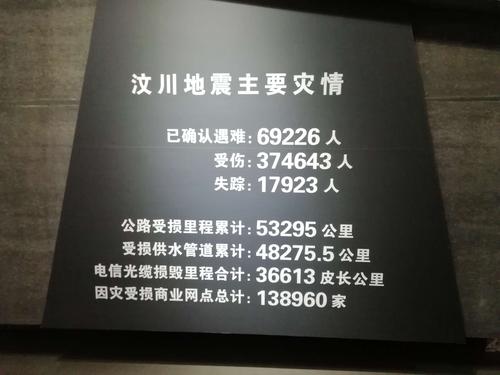 汶川地震主要灾情
已确认遇难:69226 人
受伤:374643 人
失踪:17923 人
公路受损里程累计:53295 公里
受损供水管道累计:48275.5 公里
电信光缆损毁里程合计:36613 皮长公里
因灾受损商业网点总计:138960 家